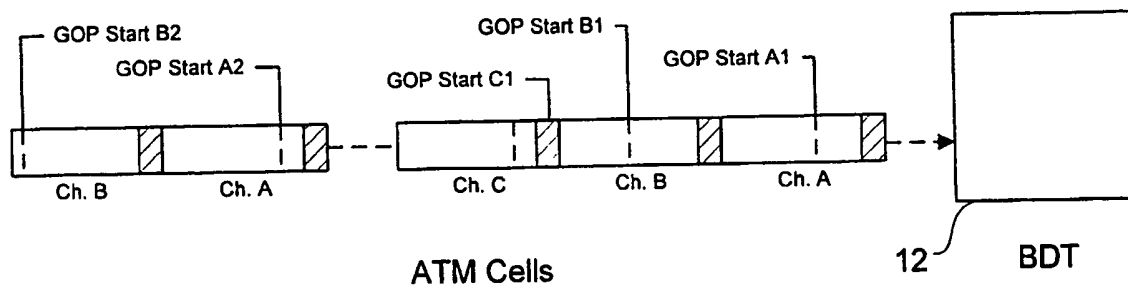 GOP Start B2
GOP Start A2
GOP Start C1
GOP Start B1
GOP Start A1
Ch. B
Ch. A
Ch. C
Ch. B
Ch. A
12
BDT
ATM Cells